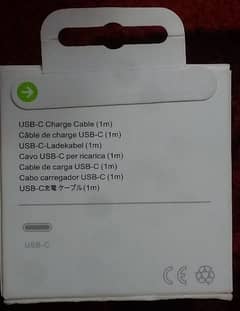 USB-C Charge Cable (1m)
Câble de charge USB-C (1m)
USB-C-Ladekabel (1m)
Cavo USB-C per ricarica (1m)
Cable de carga USB-C (1m)
Cabo carregador USB-C (1m)
USB-C充電ケーブル(1m)
USB-C
CE